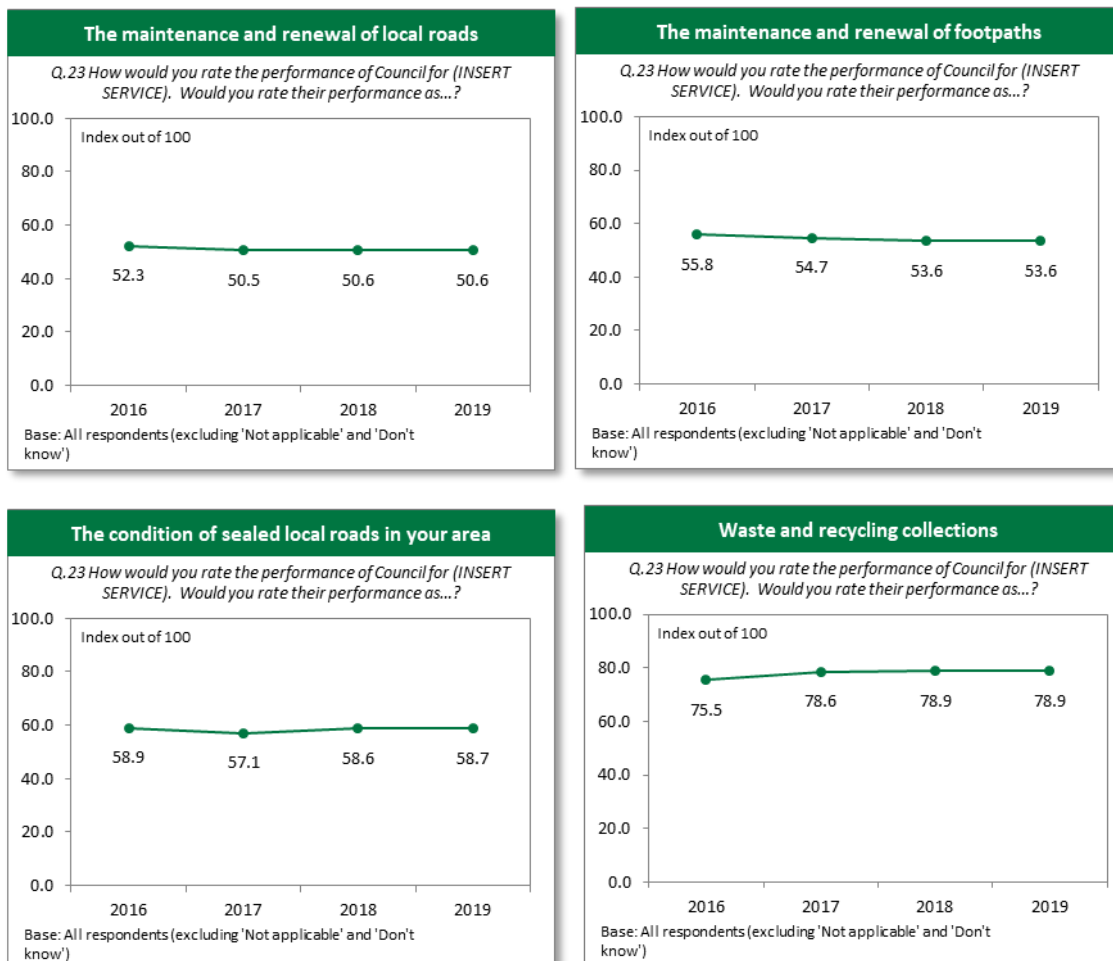 The maintenance and renewal of local roads
Q.23 How would you rate the performance of Council for (INSERT
SERVICE). Would you rate their performance as...?
100.0
Index out of 100
80.0
60.0
52.3
50.5
50.6
50.6
40.0
20.0
0.0
2016
2017
2018
2019
Base: All respondents (excluding 'Not applicable' and 'Don't
know')
The maintenance and renewal of footpaths
Q.23 How would you rate the performance of Council for (INSERT
SERVICE). Would you rate their performance as...?
100.0
Index out of 100
80.0
60.0
55.8
54.7
53.6
53.6
40.0
20.0
0.0
2016
2017
2018
2019
Base: All respondents (excluding 'Not applicable' and 'Don't
know')
The condition of sealed local roads in your area
Q.23 How would you rate the performance of Council for (INSERT
SERVICE). Would you rate their performance as...?
100.0
Index out of 100
80.0
60.0
58.9
57.1
58.6
58.7
40.0
20.0
0.0
2016
2017
2018
2019
Base: All respondents (excluding 'Not applicable' and 'Don't
know')
Waste and recycling collections
Q.23 How would you rate the performance of Council for (INSERT
SERVICE). Would you rate their performance as...?
100.0
Index out of 100
80.0
75.5
78.6
78.9
78.9
60.0
40.0
20.0
0.0
2016
2017
2018
2019
Base: All respondents (excluding 'Not applicable' and 'Don't
know')